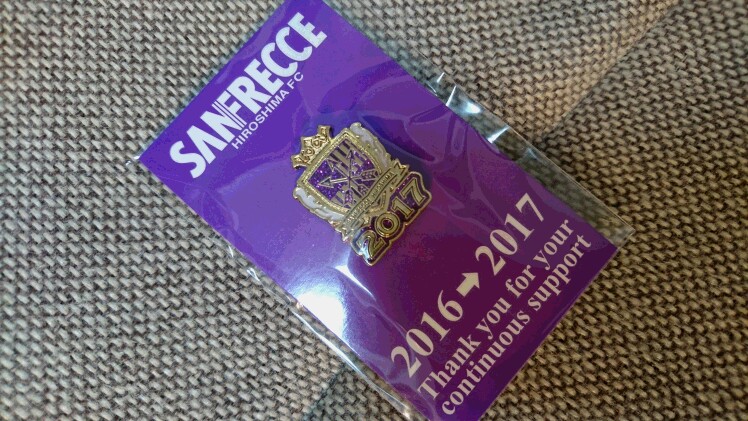 SANFRECCE
HIROSHIMA FC
2017
2016➡2017
Thank you for your
continuous support